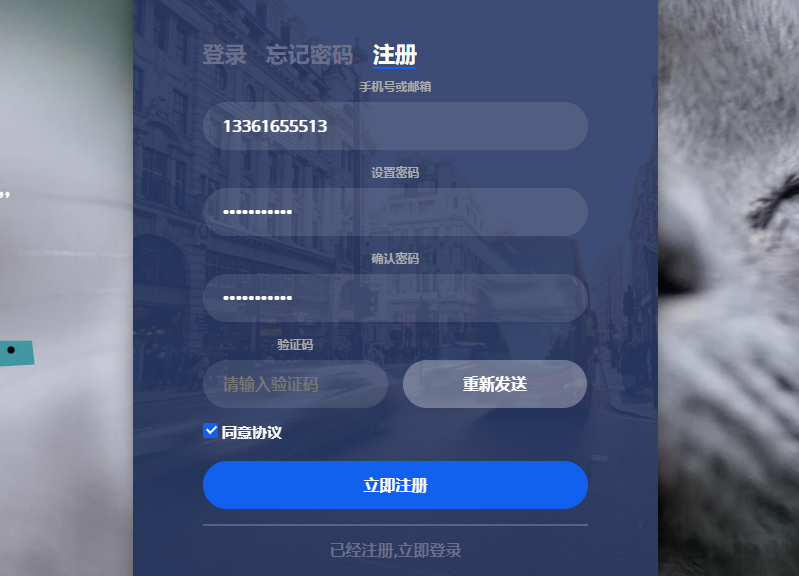 登录 忘记密码 注册
手机号或邮箱
13361655513
设置密码
•••••••••••
确认密码
•••••••••••
验证码
请输入验证码 重新发送
同意协议
立即注册
已经注册,立即登录
”